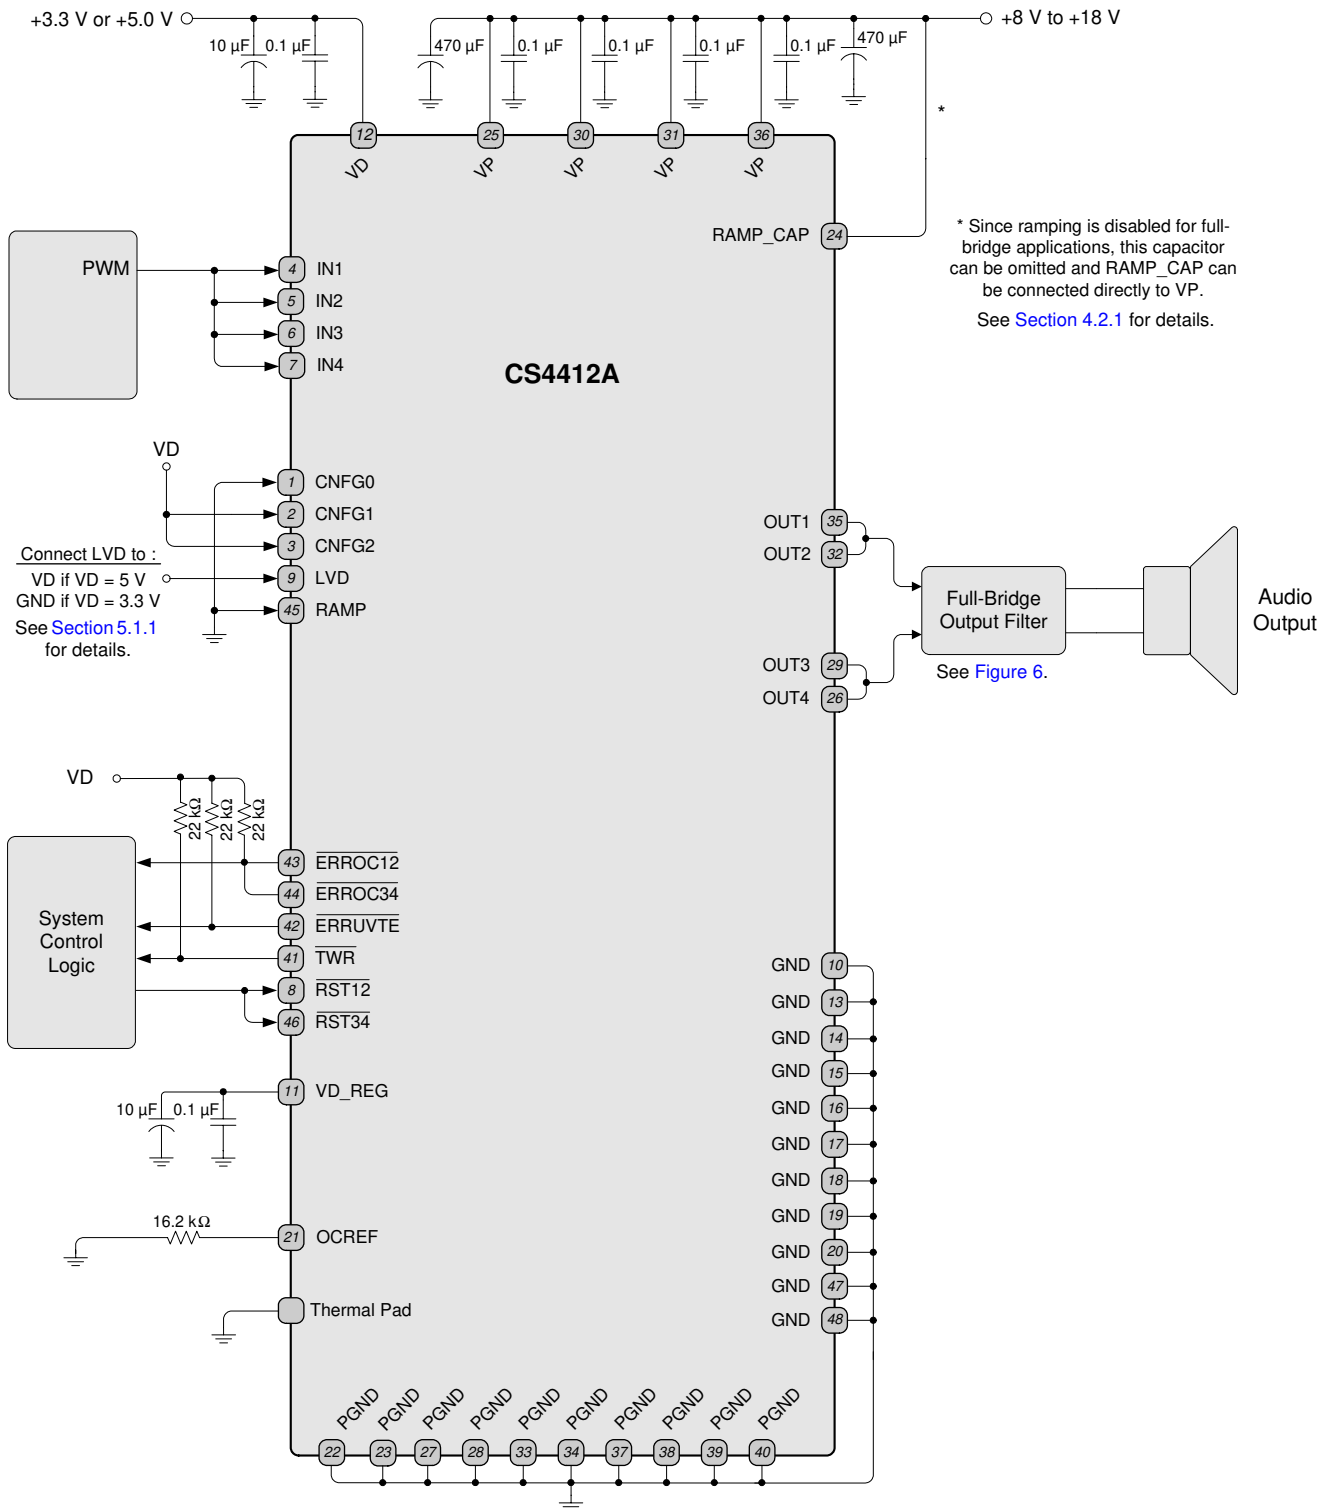 +3.3 V or +5.0 V
+8 V to +18 V
10 µF
0.1 µF
470 µF
0.1 µF
0.1 µF
0.1 µF
0.1 µF
470 µF
*
12
25
30
31
36
VD
VP
VP
VP
VP
RAMP_CAP
24
* Since ramping is disabled for full-
bridge applications, this capacitor
can be omitted and RAMP_CAP can
be connected directly to VP.
See Section 4.2.1 for details.
PWM
4
IN1
5
IN2
6
IN3
7
IN4
CS4412A
VD
1
CNFG0
2
CNFG1
3
CNFG2
9
LVD
45
RAMP
Connect LVD to :
VD if VD = 5 V
GND if VD = 3.3 V
See Section 5.1.1
for details.
OUT1
35
OUT2
32
OUT3
29
OUT4
26
Full-Bridge
Output Filter
See Figure 6.
Audio
Output
VD
22 kΩ
22 kΩ
22 kΩ
System
Control
Logic
43
ERROC12
44
ERROC34
42
ERRUVTE
41
TWR
8
RST12
46
RST34
11
VD_REG
10 µF
0.1 µF
16.2 kΩ
21
OCREF
Thermal Pad
GND
10
GND
13
GND
14
GND
15
GND
16
GND
17
GND
18
GND
19
GND
20
GND
47
GND
48
PGND
PGND
PGND
PGND
PGND
PGND
PGND
PGND
PGND
PGND
22
23
27
28
33
34
37
38
39
40